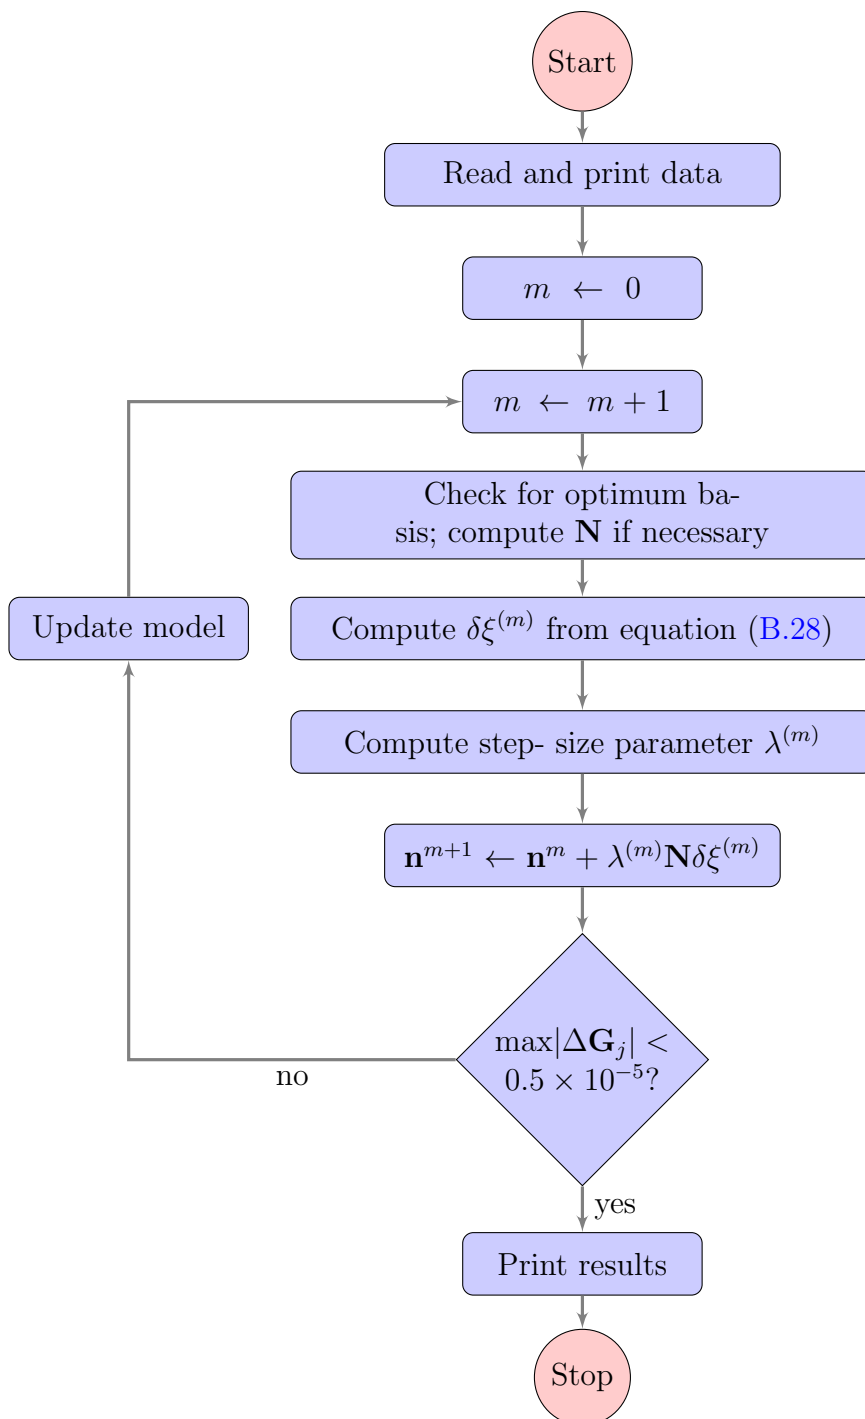 Start
Read and print data
m ← 0
m ← m + 1
Check for optimum ba-
sis; compute N if necessary
Update model
Compute δξ^(m) from equation (B.28)
Compute step- size parameter λ^(m)
n^{m+1} ← n^m + λ^(m)Nδξ^(m)
max|ΔG_j| <
0.5 × 10^{-5}?
no
yes
Print results
Stop